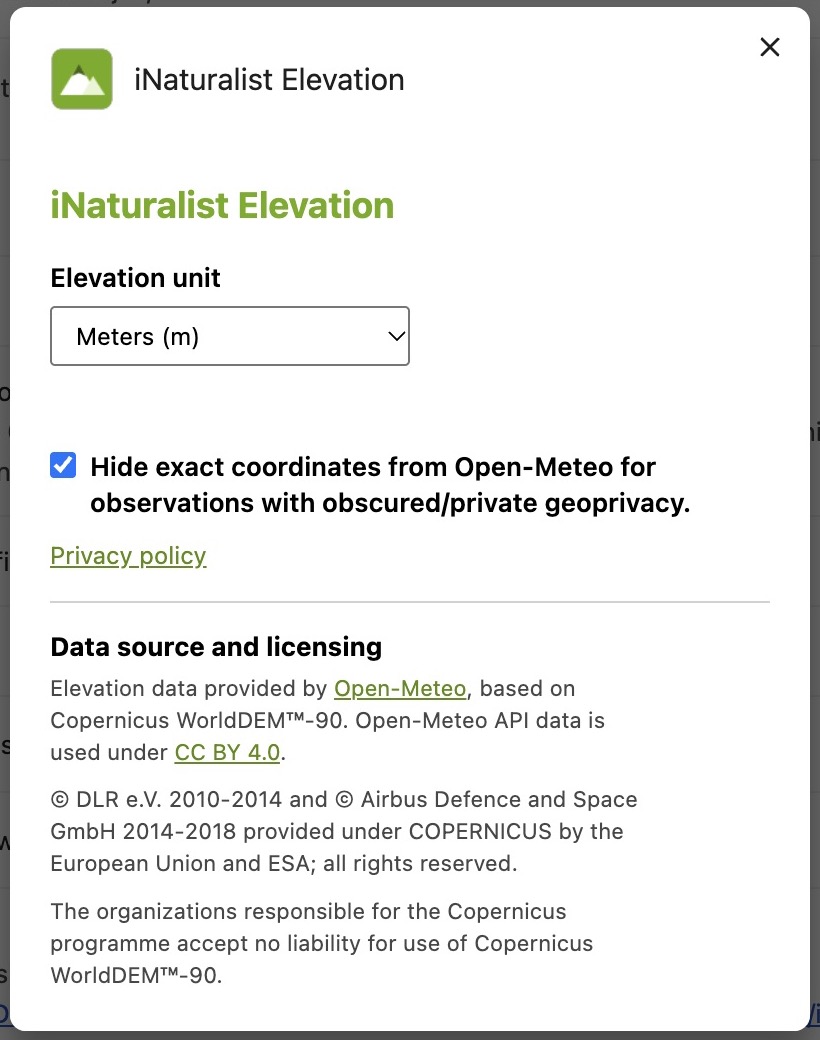 iNaturalist Elevation
iNaturalist Elevation
Elevation unit
Meters (m)
Hide exact coordinates from Open-Meteo for
observations with obscured/private geoprivacy.
Privacy policy
Data source and licensing
Elevation data provided by Open-Meteo, based on
Copernicus WorldDEM™-90. Open-Meteo API data is
used under CC BY 4.0.
© DLR e.V. 2010-2014 and © Airbus Defence and Space
GmbH 2014-2018 provided under COPERNICUS by the
European Union and ESA; all rights reserved.
The organizations responsible for the Copernicus
programme accept no liability for use of Copernicus
WorldDEM™-90.